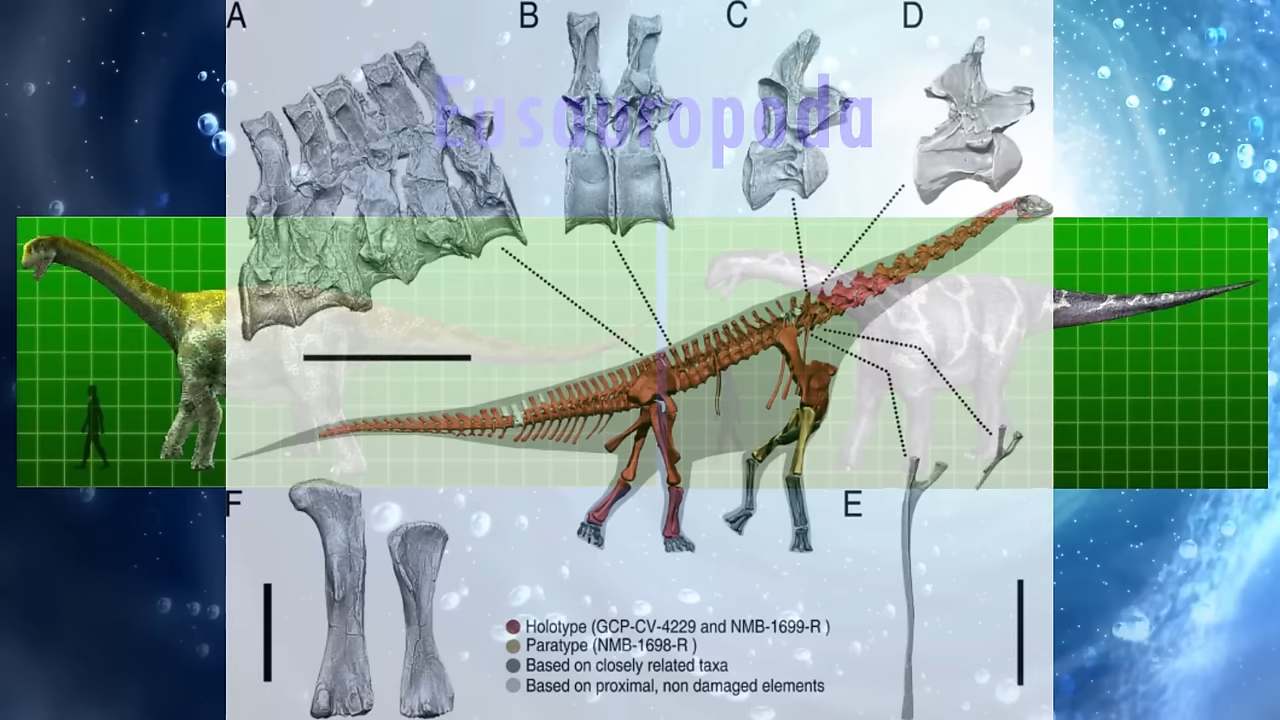 A B C D
Eusauropoda
F E
Holotype (GCP-CV-4229 and NMB-1699-R )
Paratype (NMB-1698-R )
Based on closely related taxa
Based on proximal, non damaged elements